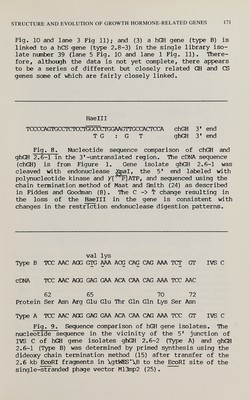 STRUCTURE AND EVOLUTION OF GROWTH HORMONE-RELATED GENES 171
Fig. 10 and lane 3 Fig 11); and (3) a hGH gene (type B) is
linked to a hCS gene (type 2.8-3) in the single library iso-
late number 39 (lane 5 Fig. 10 and lane 1 Fig. 11). There-
fore, although the data is not yet complete, there appears
to be a series of different but closely related GH and CS
genes some of which are fairly closely linked.
HaeIII
TCCCCAGTGCCTCTCCTGGCCCTGGAAGTTGCCACTCCA chGH 3' end
T G : G T ghGH 3' end
Fig. 8. Nucleotide sequence comparison of chGH and
ghGH 2.6-1 in the 3'-untranslated region. The cDNA sequence
(chGH) is from Figure 1. Gene isolate ghGH 2.6-1 was
cleaved with endonuclease XmaI, the 5' end labeled with
polynucleotide kinase and γ[32P]ATP, and sequenced using the
chain termination method of Maat and Smith (24) as described
in Fiddes and Goodman (8). The C -> T change resulting in
the loss of the HaeIII in the gene is consistent with
changes in the restriction endonuclease digestion patterns.
val lys
Type B TCC AAC AGG GTG AAA ACG CAG CAG AAA TCT GT IVS C
cDNA TCC AAC AGG GAG GAA ACA CAA CAG AAA TCC AAC
62 65 70 72
Protein Ser Asn Arg Glu Glu Thr Gln Gln Lys Ser Asn
Type A TCC AAC AGG GAG GAA ACA CAA CAG AAA TCC GT IVS C
Fig. 9. Sequence comparison of hGH gene isolates. The
nucleotide sequence in the vicinity of the 5' junction of
IVS C of hGH gene isolates ghGH 2.6-2 (Type A) and ghGH
2.6-1 (Type B) was determined by primed synthesis using the
dideoxy chain termination method (15) after transfer of the
2.6 kb EcoRI fragments in λgtWES·λB to the EcoRI site of the
single-stranded phage vector M13mp2 (25).